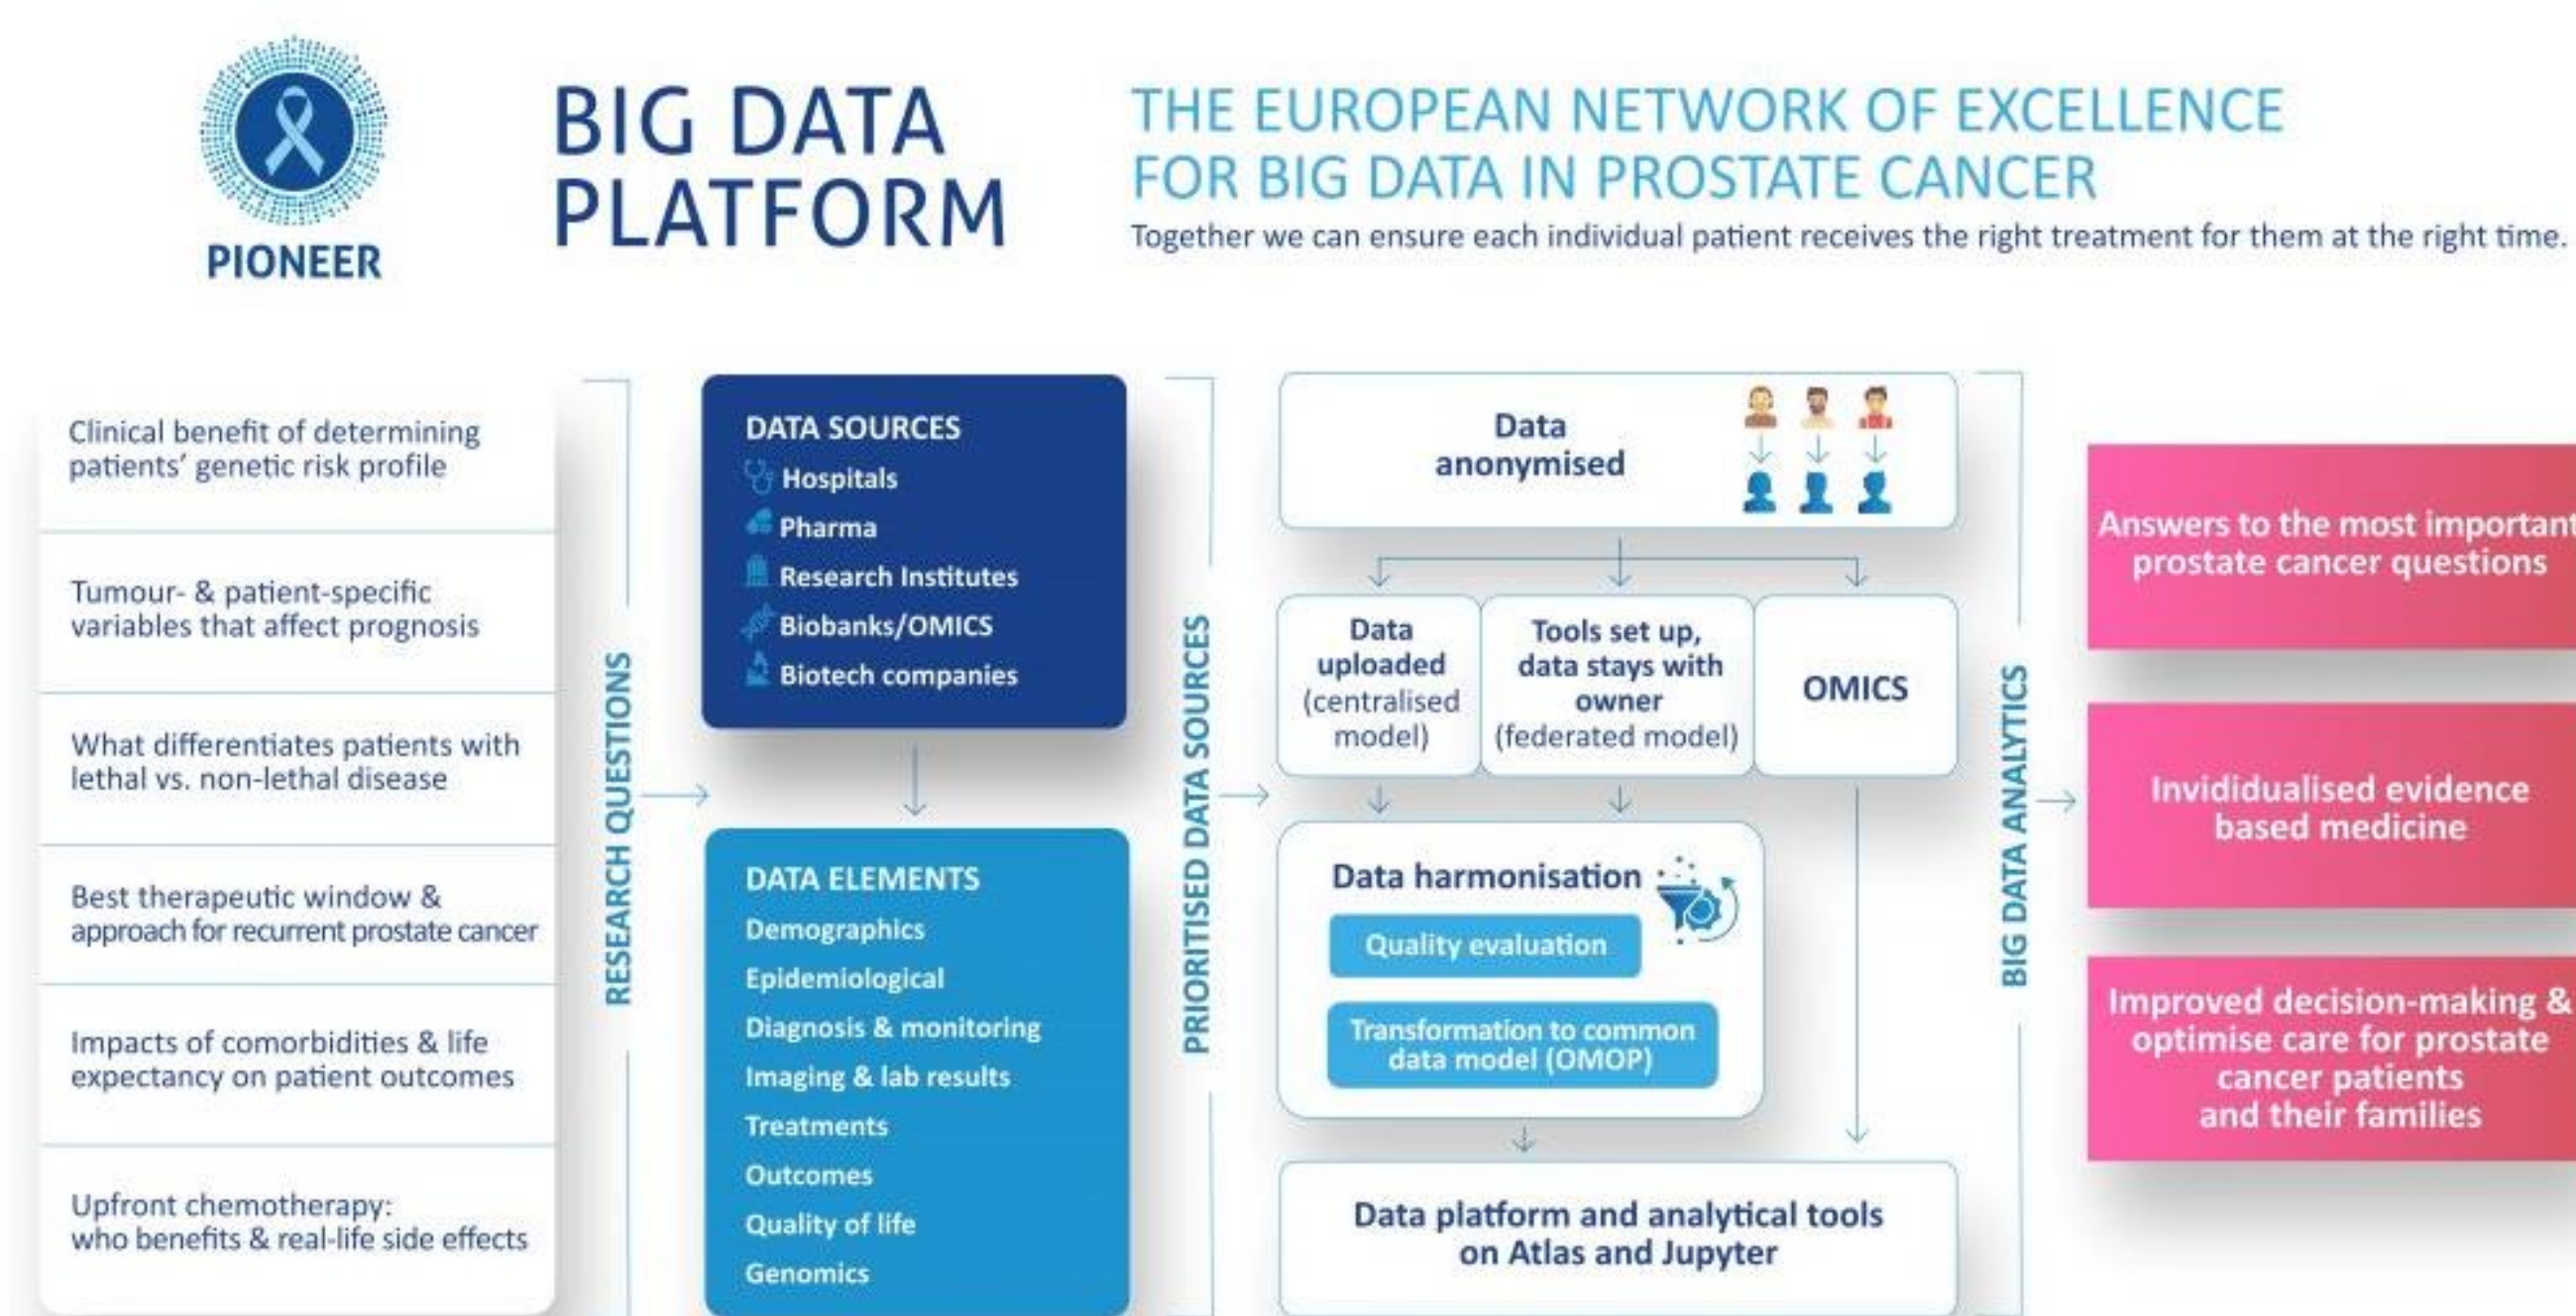 PIONEER
BIG DATA
PLATFORM
THE EUROPEAN NETWORK OF EXCELLENCE
FOR BIG DATA IN PROSTATE CANCER
Together we can ensure each individual patient receives the right treatment for them at the right time.
Clinical benefit of determining
patients' genetic risk profile
Tumour- & patient-specific
variables that affect prognosis
What differentiates patients with
lethal vs. non-lethal disease
Best therapeutic window &
approach for recurrent prostate cancer
Impacts of comorbidities & life
expectancy on patient outcomes
Upfront chemotherapy:
who benefits & real-life side effects
RESEARCH QUESTIONS
DATA SOURCES
Hospitals
Pharma
Research Institutes
Biobanks/OMICS
Biotech companies
DATA ELEMENTS
Demographics
Epidemiological
Diagnosis & monitoring
Imaging & lab results
Treatments
Outcomes
Quality of life
Genomics
PRIORITISED DATA SOURCES
Data
anonymised
Data
uploaded
(centralised
model)
Tools set up,
data stays with
owner
(federated model)
OMICS
Data harmonisation
Quality evaluation
Transformation to common
data model (OMOP)
Data platform and analytical tools
on Atlas and Jupyter
BIG DATA ANALYTICS
Answers to the most important
prostate cancer questions
Invididualised evidence
based medicine
Improved decision-making &
optimise care for prostate
cancer patients
and their families